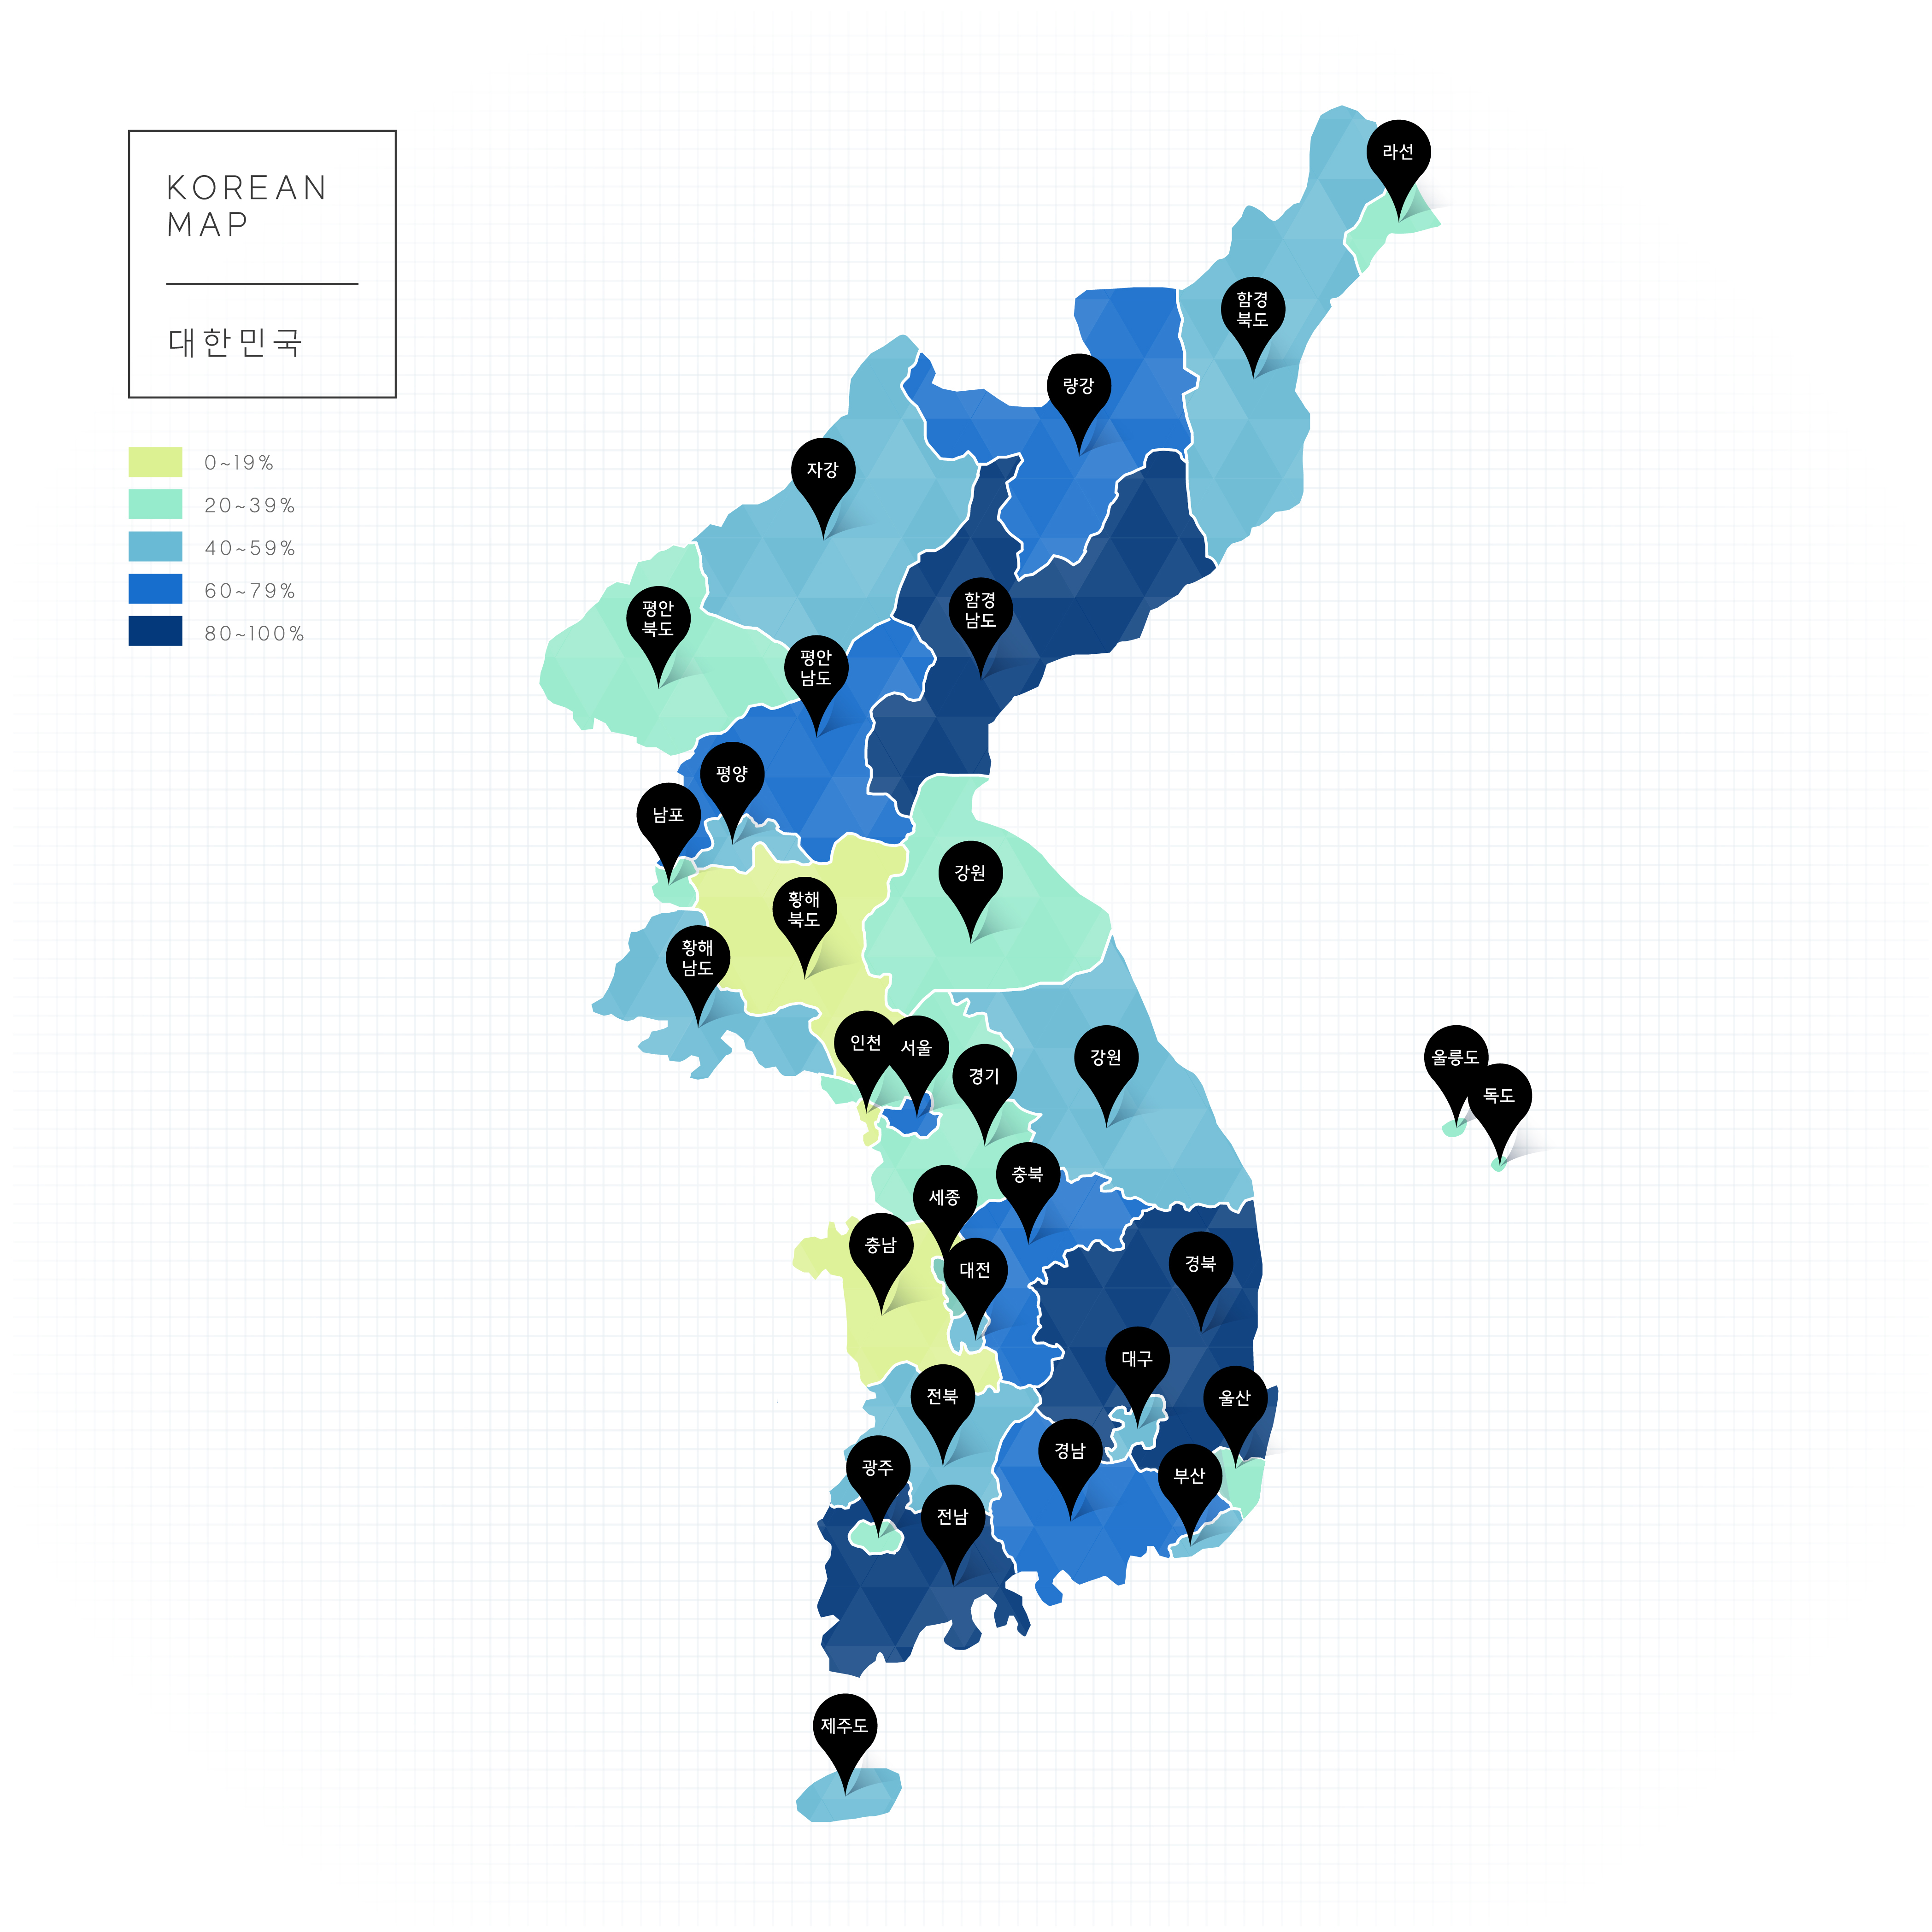 KOREAN
MAP
대한민국
0~19%
20~39%
40~59%
60~79%
80~100%
라선
함경
북도
량강
자강
평안
북도
함경
남도
평안
남도
평양
남포
강원
황해
북도
황해
남도
인천
서울
경기
강원
울릉도
독도
충북
세종
충남
대전
경북
대구
울산
전북
경남
광주
부산
전남
제주도